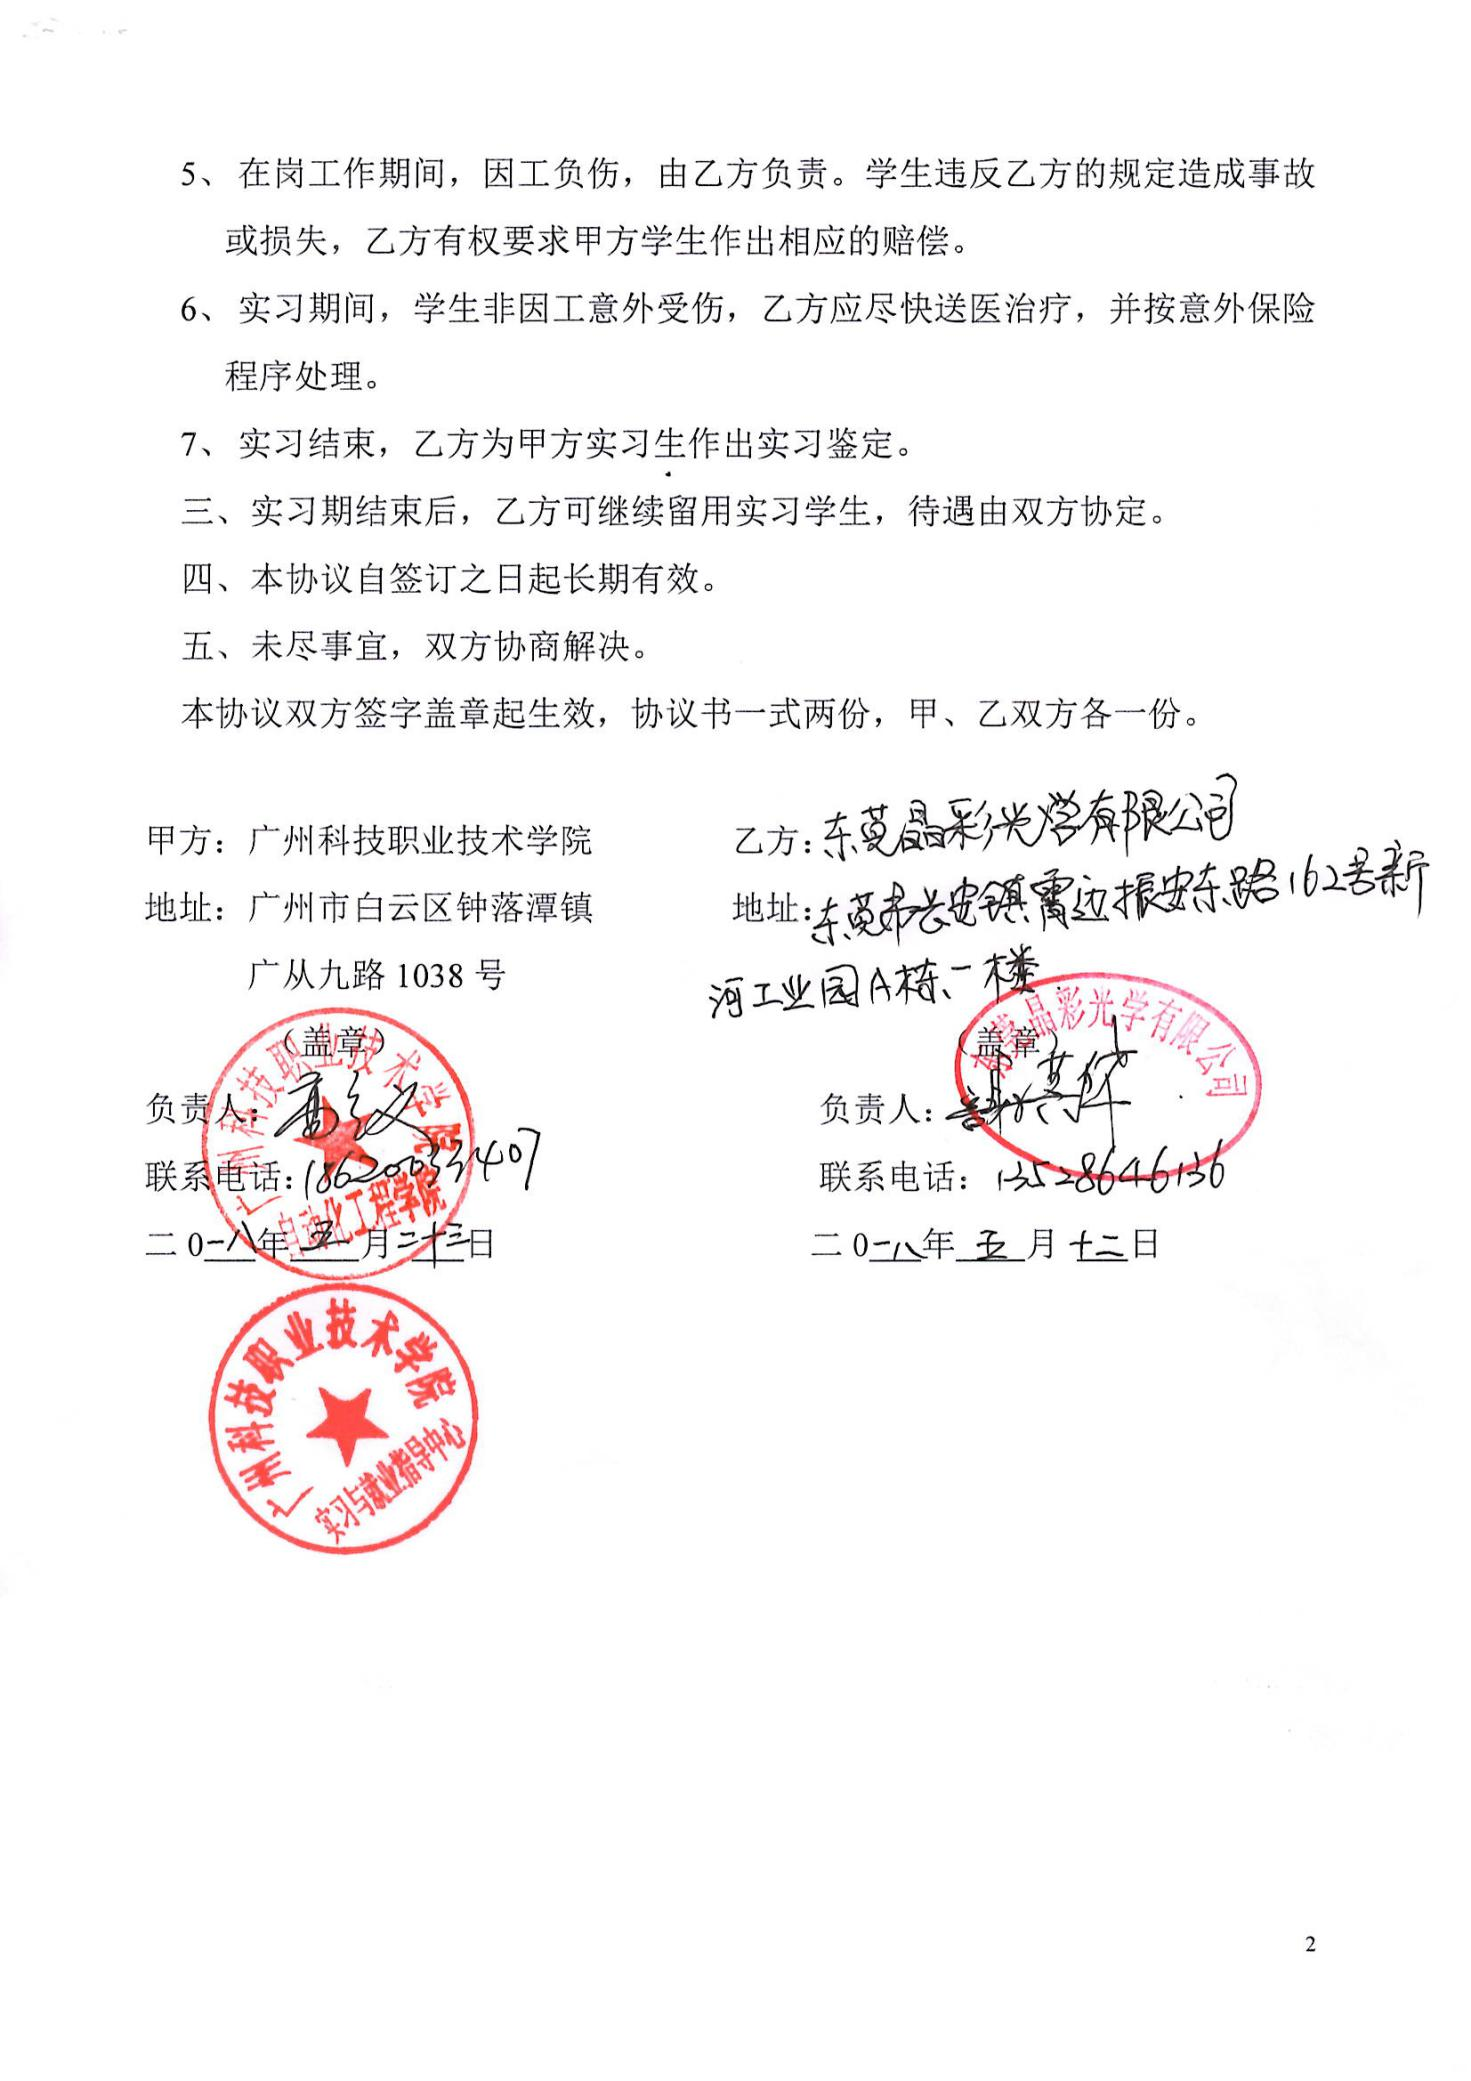 5、 在岗工作期间，因工负伤，由乙方负责。学生违反乙方的规定造成事故
或损失，乙方有权要求甲方学生作出相应的赔偿。
6、 实习期间，学生非因工意外受伤，乙方应尽快送医治疗，并按意外保险
程序处理。
7、 实习结束，乙方为甲方实习生作出实习鉴定。
三、实习期结束后，乙方可继续留用实习学生，待遇由双方协定。
四、本协议自签订之日起长期有效。
五、未尽事宜，双方协商解决。
本协议双方签字盖章起生效，协议书一式两份，甲、乙双方各一份。
甲方：广州科技职业技术学院
地址：广州市白云区钟落潭镇
广从九路 1038 号
（盖章）
负责人：
联系电话：
二0一八年 五 月二十三日
广州科技职业技术学院
自动化工程学院
广州科技职业技术学院
实习与就业指导中心
乙方：东莞晶彩光学有限公司
地址：东莞市长安镇霄边振安东路162号新
河工业园A栋一楼
（盖章）
负责人：
联系电话：13528646136
二0一八年 五 月十二日
东莞晶彩光学有限公司
2